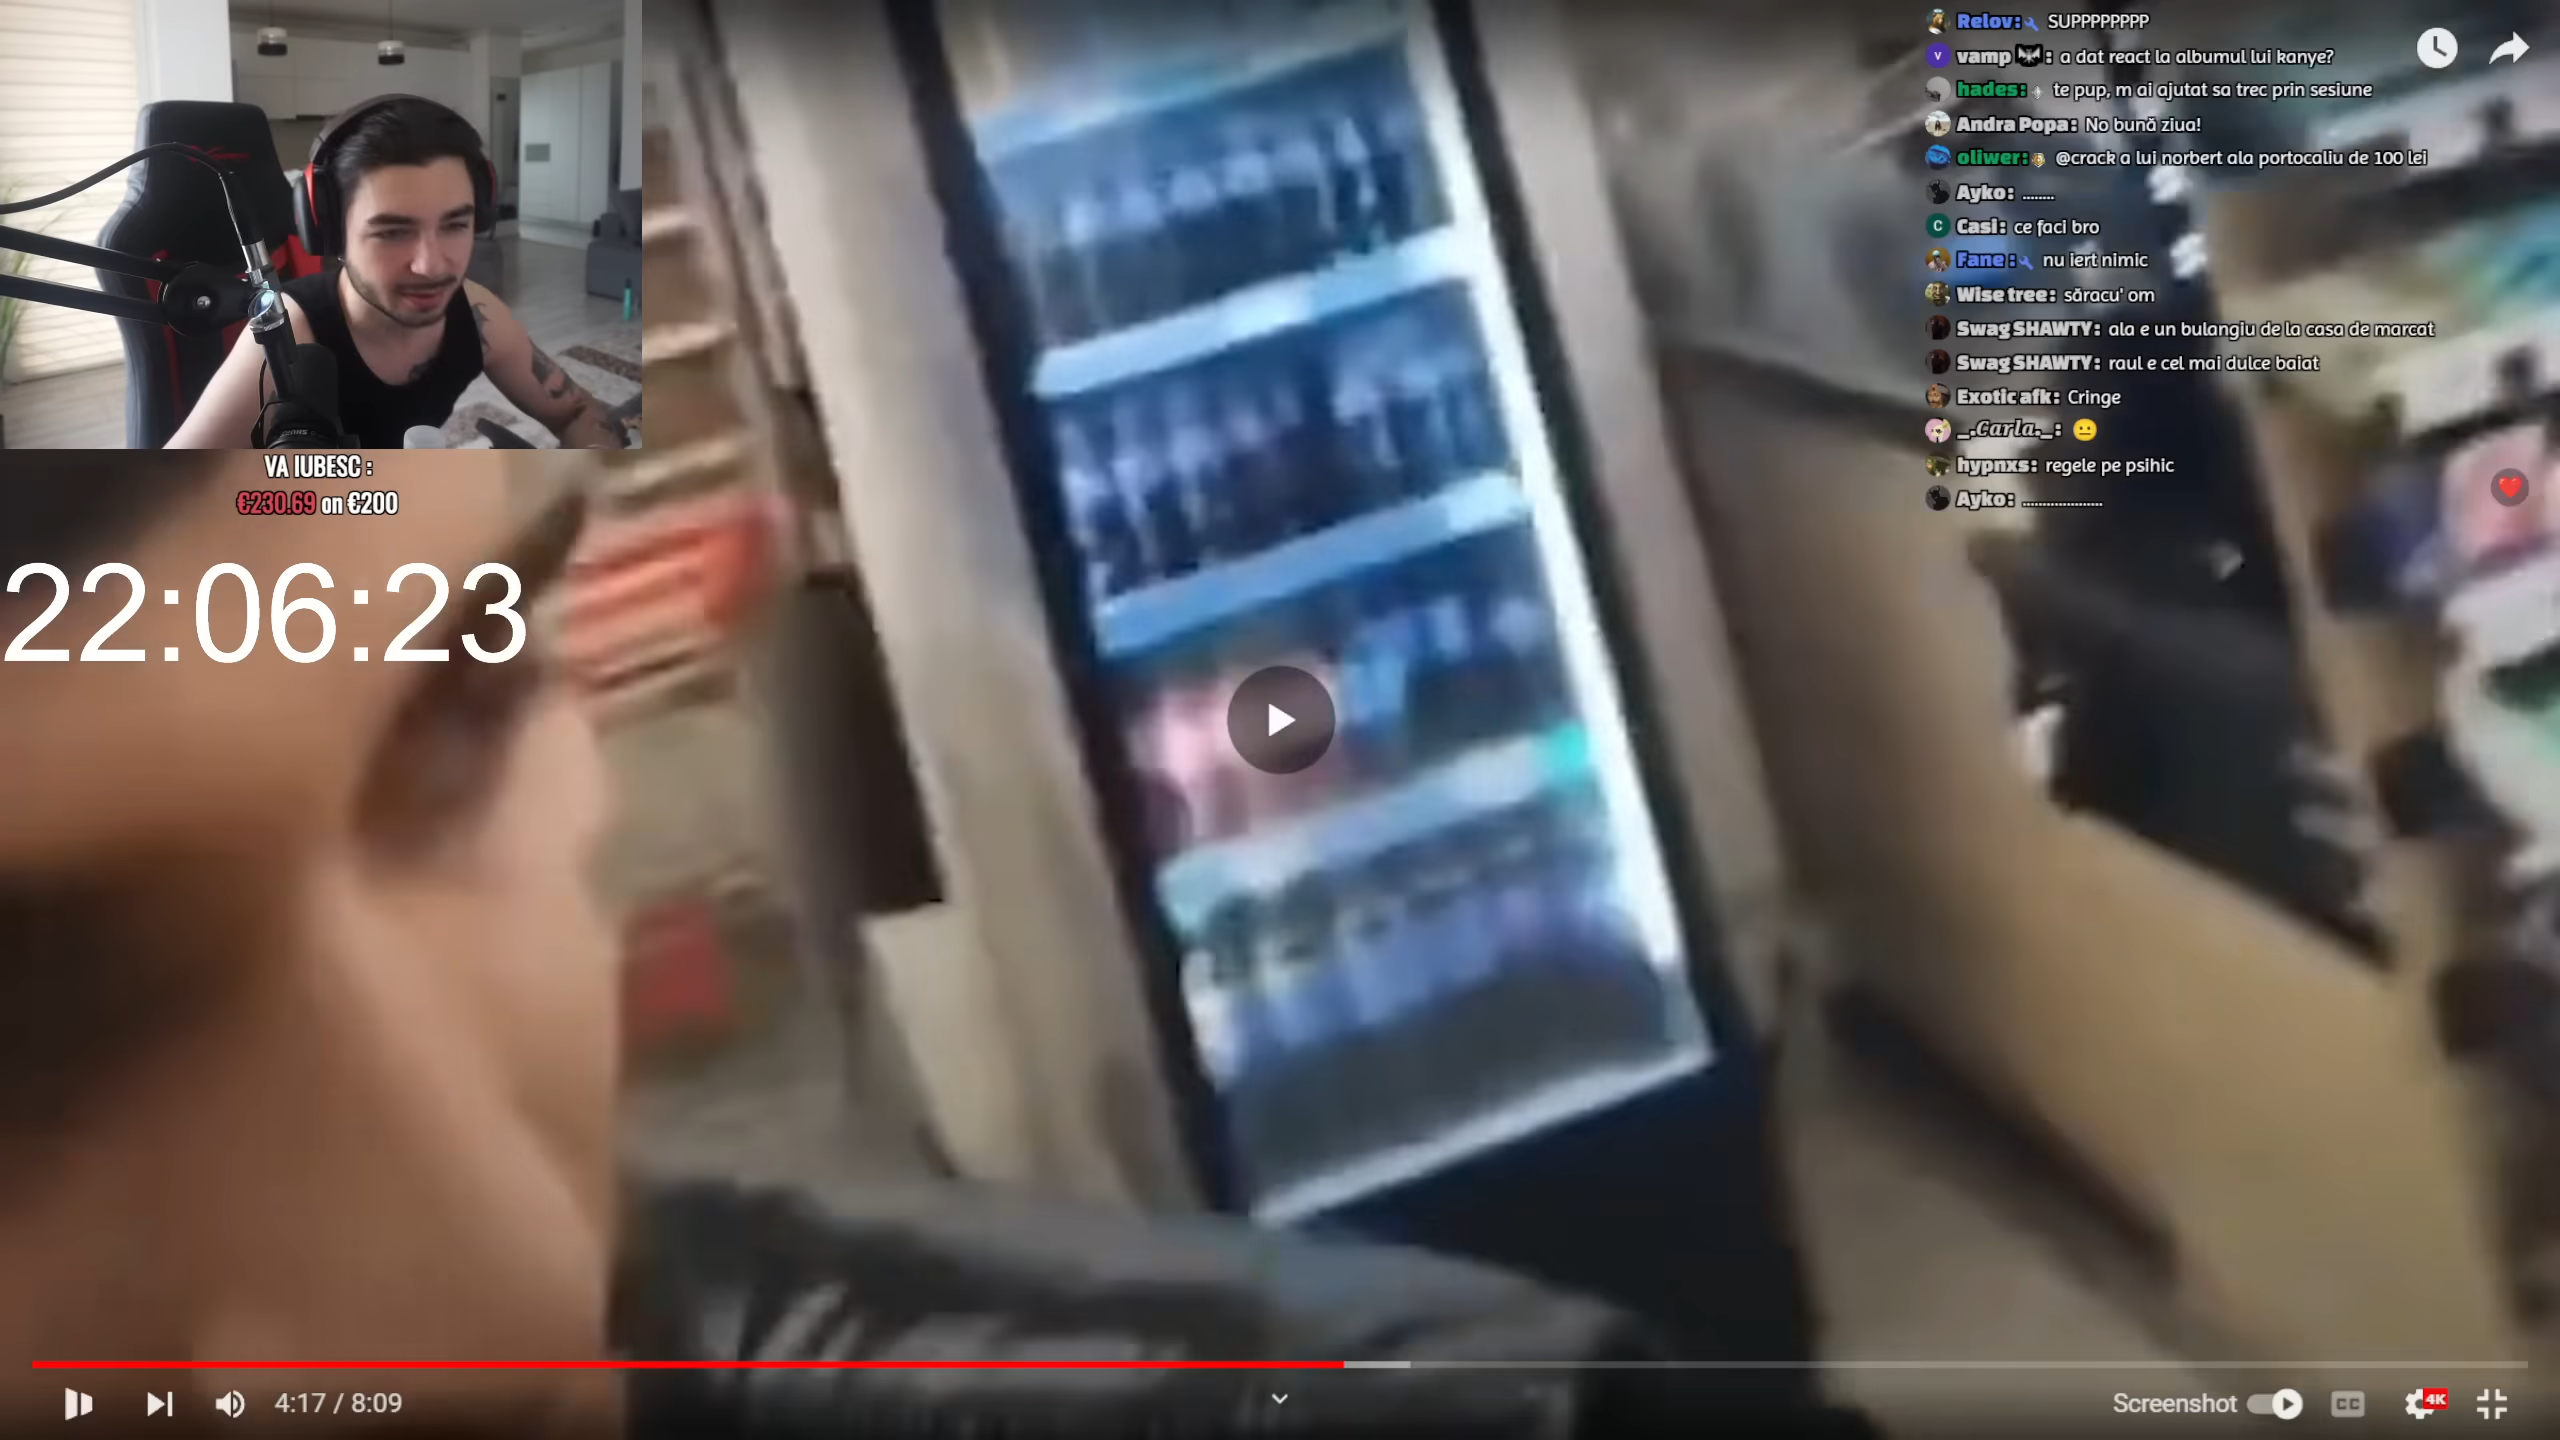 VA IUBESC :
€230.69 on €200
22:06:23
Relov: SUPPPPPPPP
vamp : a dat react la albumul lui kanye?
hades: te pup, m ai ajutat sa trec prin sesiune
Andra Popa: No bună ziua!
oliwer: @crack a lui norbert ala portocaliu de 100 lei
Ayko: ........
C Casi: ce faci bro
Fane : nu iert nimic
Wise tree: săracu' om
Swag SHAWTY: ala e un bulangiu de la casa de marcat
Swag SHAWTY: raul e cel mai dulce baiat
Exotic afk: Cringe
_.Carla._: 😐
hypnxs: regele pe psihic
Ayko: ...................
4:17 / 8:09
Screenshot
CC
4K